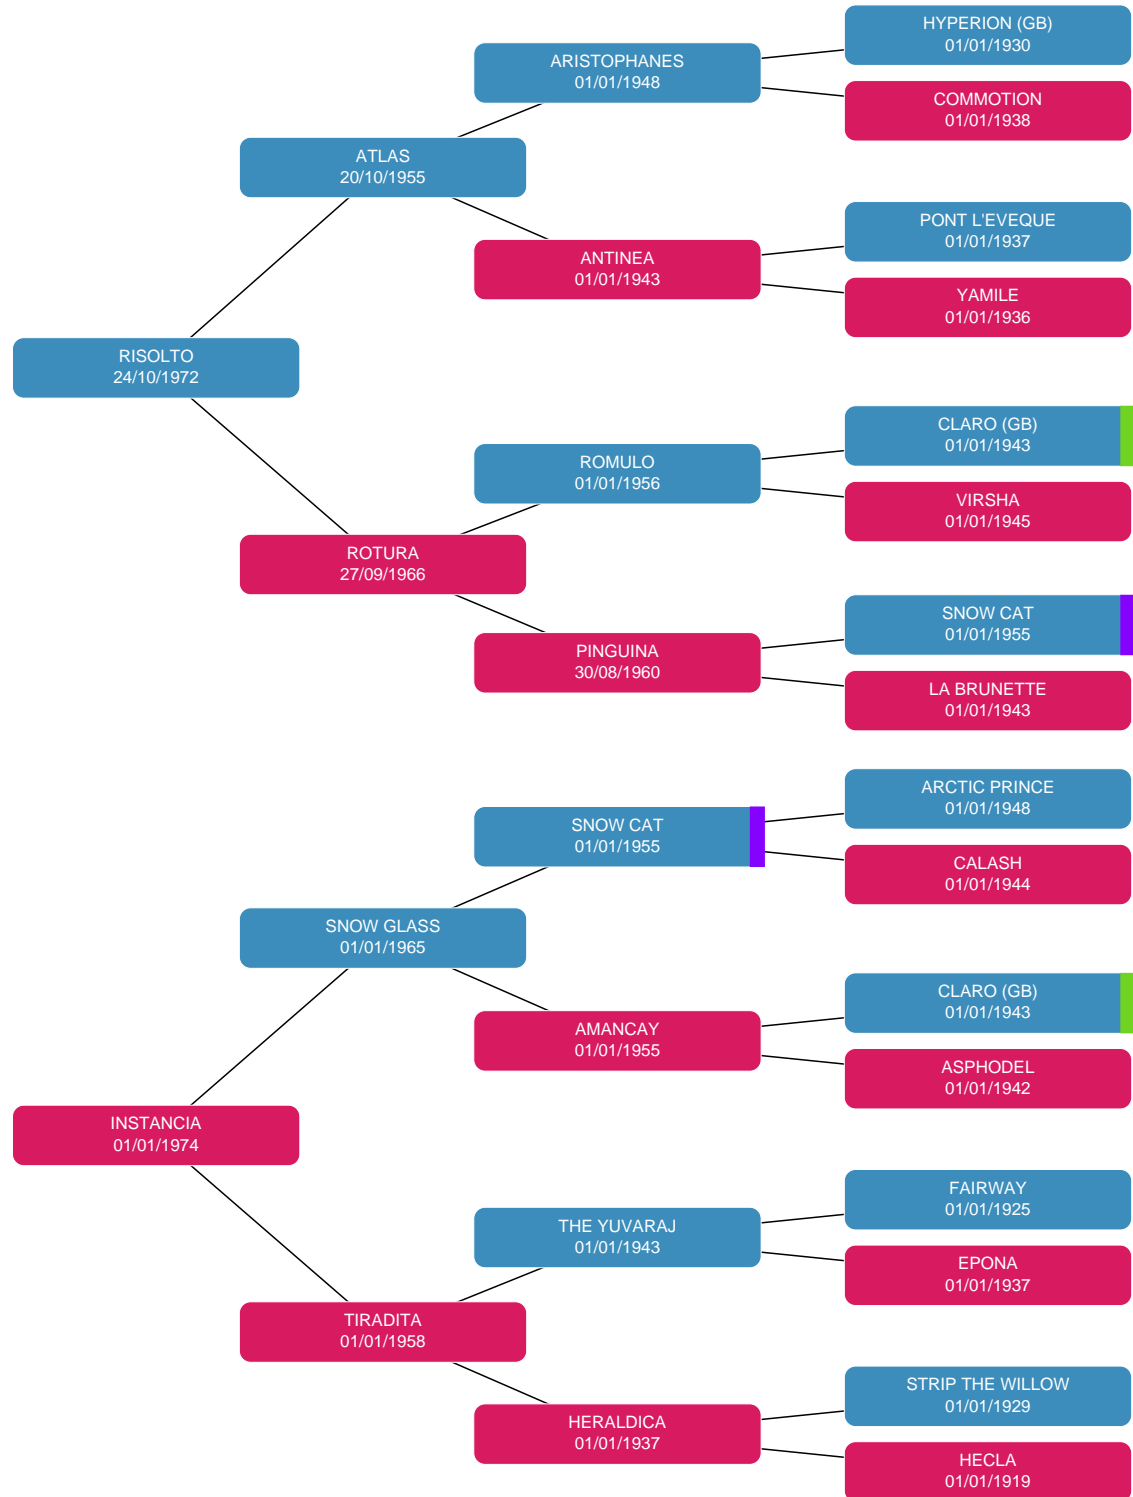 HYPERION (GB)
01/01/1930
ARISTOPHANES
01/01/1948
COMMOTION
01/01/1938
ATLAS
20/10/1955
PONT L'EVEQUE
01/01/1937
ANTINEA
01/01/1943
YAMILE
01/01/1936
RISOLTO
24/10/1972
CLARO (GB)
01/01/1943
ROMULO
01/01/1956
VIRSHA
01/01/1945
ROTURA
27/09/1966
SNOW CAT
01/01/1955
PINGUINA
30/08/1960
LA BRUNETTE
01/01/1943
ARCTIC PRINCE
01/01/1948
SNOW CAT
01/01/1955
CALASH
01/01/1944
SNOW GLASS
01/01/1965
CLARO (GB)
01/01/1943
AMANCAY
01/01/1955
ASPHODEL
01/01/1942
INSTANCIA
01/01/1974
FAIRWAY
01/01/1925
THE YUVARAJ
01/01/1943
EPONA
01/01/1937
TIRADITA
01/01/1958
STRIP THE WILLOW
01/01/1929
HERALDICA
01/01/1937
HECLA
01/01/1919